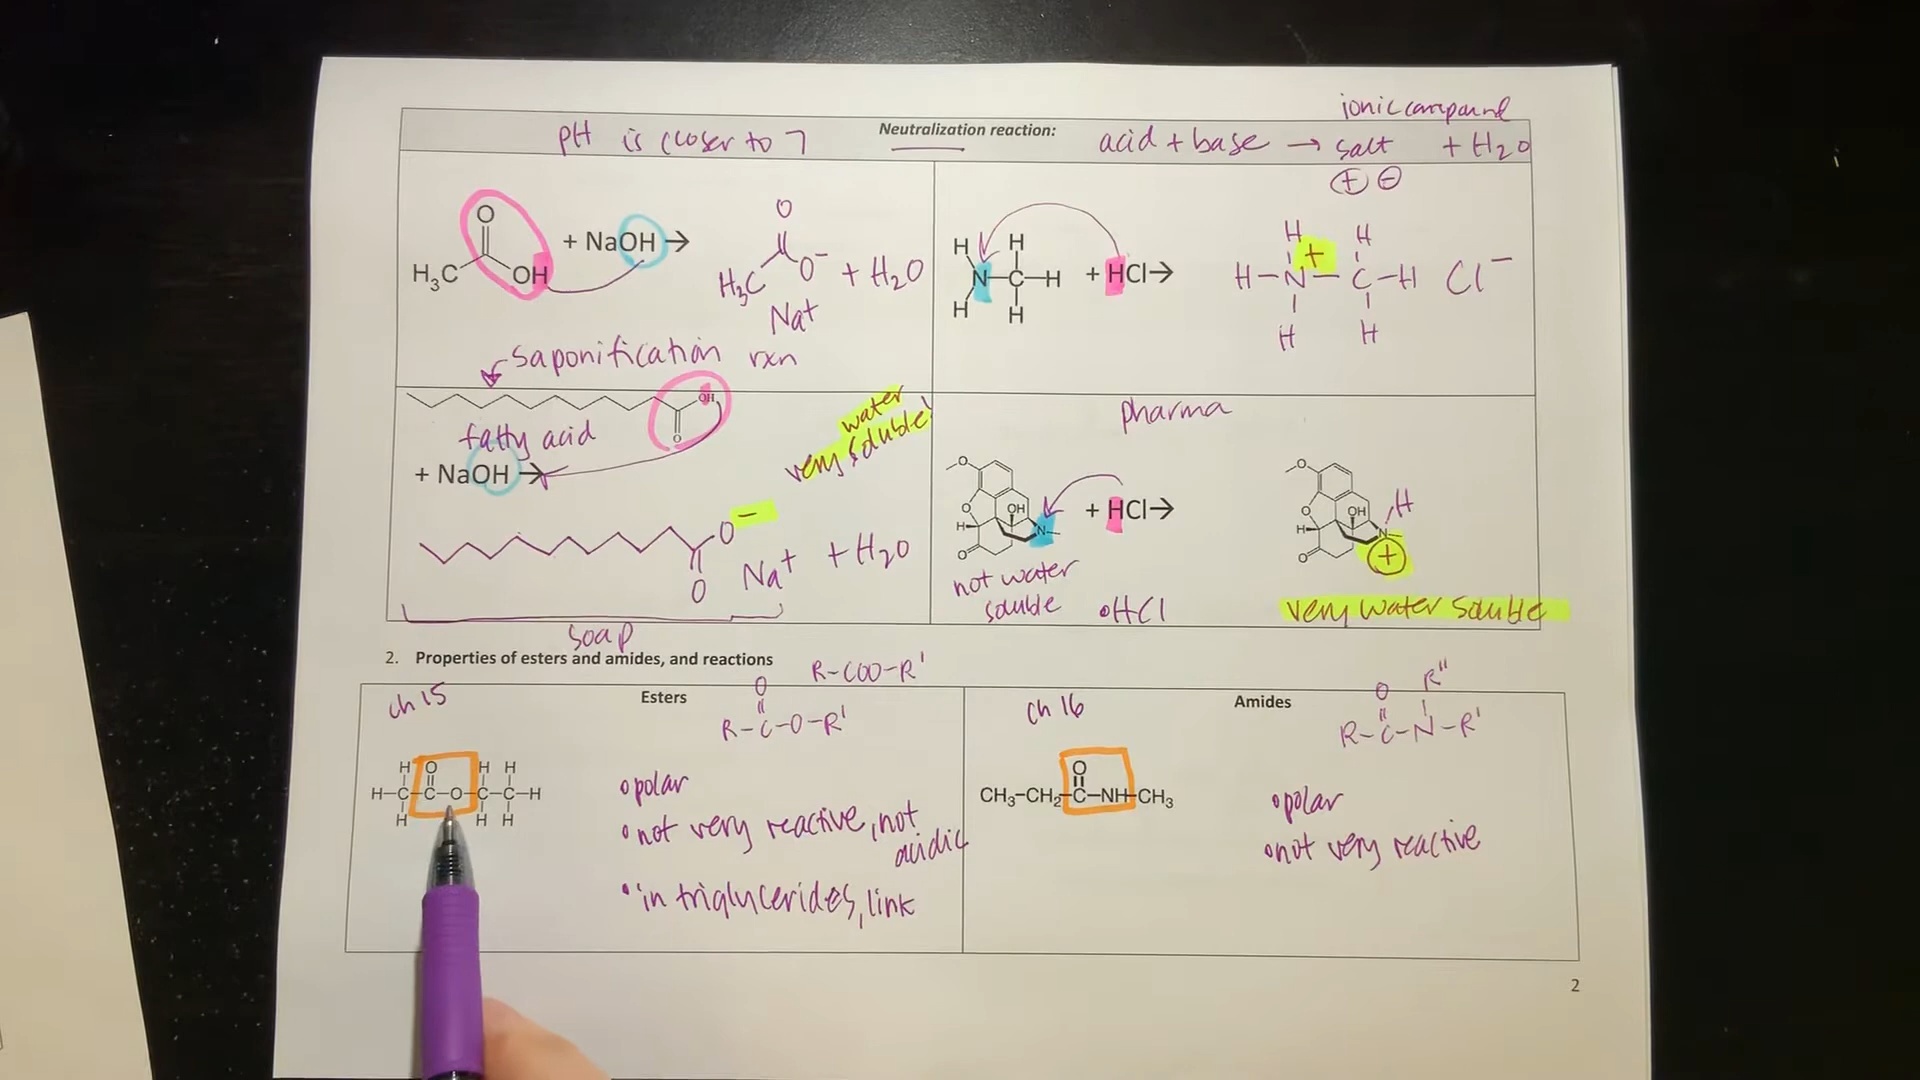 ionic compound
pH is closer to 7 Neutralization reaction: acid + base → salt + H2O
⊕ ⊖
O
H3C OH + NaOH →
O
H3C O⁻ + H2O
Na⁺
H H
H N—C—H + HCl→
H H
H H
H—N⁺—C—H Cl⁻
H H
saponification rxn
OH
O
fatty acid
+ NaOH →
water
very soluble!
O⁻
O
Na⁺ + H2O
soap
pharma
O
O OH N
H
O
+ HCl→
O
O OH N H
H
O
+
not water
soluble
•HCl
very water soluble
2. Properties of esters and amides, and reactions
R-COO-R'
ch 15
Esters
O
R-C-O-R'
H O H H
H—C—C—O—C—C—H
H H H
•polar
•not very reactive, not
acidic
•in triglycerides, link
ch 16
Amides
O R''
R-C-N-R'
O
CH3—CH2—C—NH—CH3
•polar
•not very reactive
2